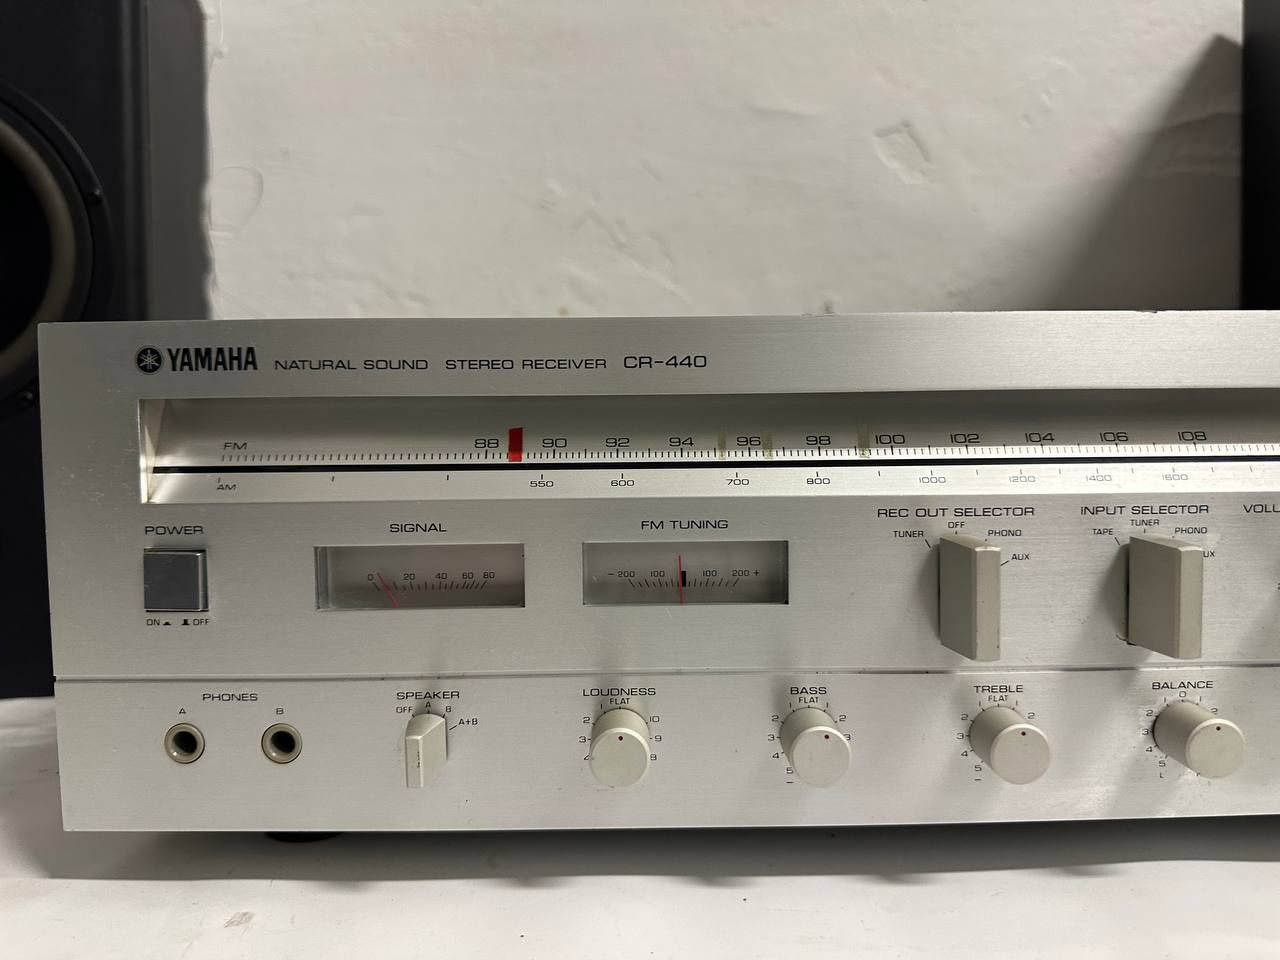 YAMAHA NATURAL SOUND STEREO RECEIVER CR-440
FM 88 90 92 94 96 98 100 102 104 106 108
AM 550 600 700 800 1000 1200 1400 1600
POWER
ON OFF
SIGNAL
0 20 40 60 80
FM TUNING
- 200 100 100 200 +
REC OUT SELECTOR
TUNER OFF PHONO
AUX
INPUT SELECTOR
TAPE TUNER PHONO
UX
VOLU
PHONES
A B
SPEAKER
OFF A B
A+B
LOUDNESS
FLAT
2 10
3 9
4 8
BASS
FLAT
2 2
3 3
4 4
5
-
TREBLE
FLAT
2 2
3
4
5
-
BALANCE
0
2 2
3
4
5
L